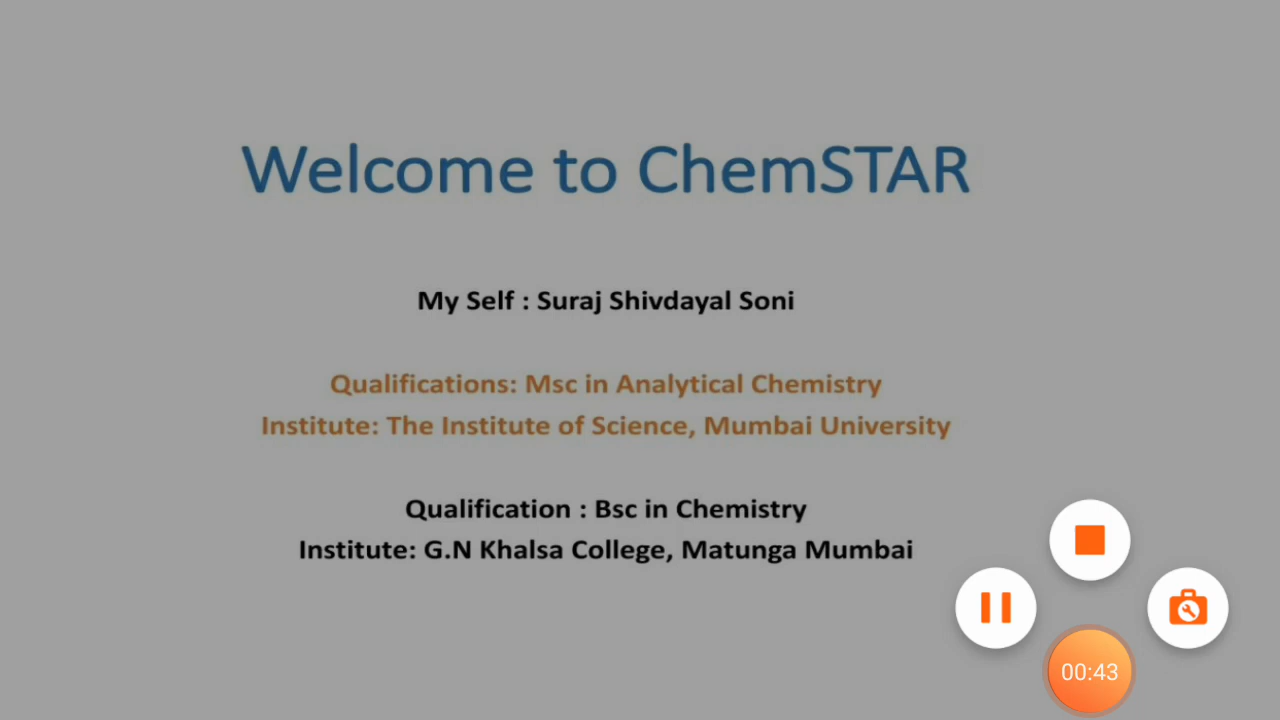 Welcome to ChemSTAR
My Self : Suraj Shivdayal Soni
Qualifications: Msc in Analytical Chemistry
Institute: The Institute of Science, Mumbai University
Qualification : Bsc in Chemistry
Institute: G.N Khalsa College, Matunga Mumbai
00:43